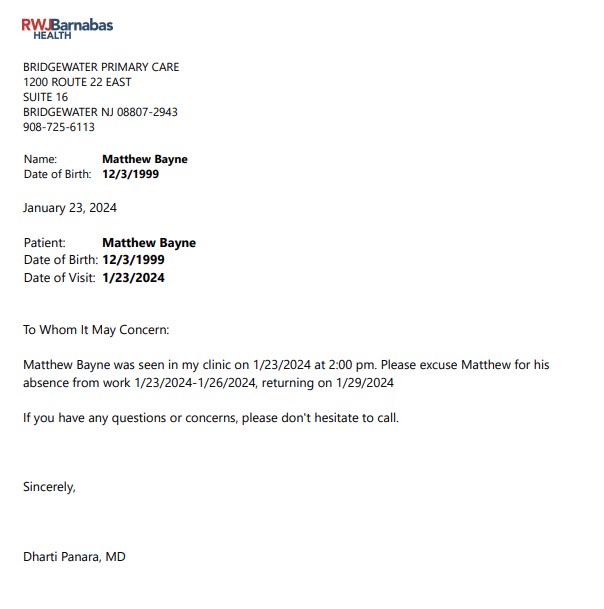 RWJBarnabas
HEALTH
BRIDGEWATER PRIMARY CARE
1200 ROUTE 22 EAST
SUITE 16
BRIDGEWATER NJ 08807-2943
908-725-6113
Name: Matthew Bayne
Date of Birth: 12/3/1999
January 23, 2024
Patient: Matthew Bayne
Date of Birth: 12/3/1999
Date of Visit: 1/23/2024
To Whom It May Concern:
Matthew Bayne was seen in my clinic on 1/23/2024 at 2:00 pm. Please excuse Matthew for his
absence from work 1/23/2024-1/26/2024, returning on 1/29/2024
If you have any questions or concerns, please don't hesitate to call.
Sincerely,
Dharti Panara, MD